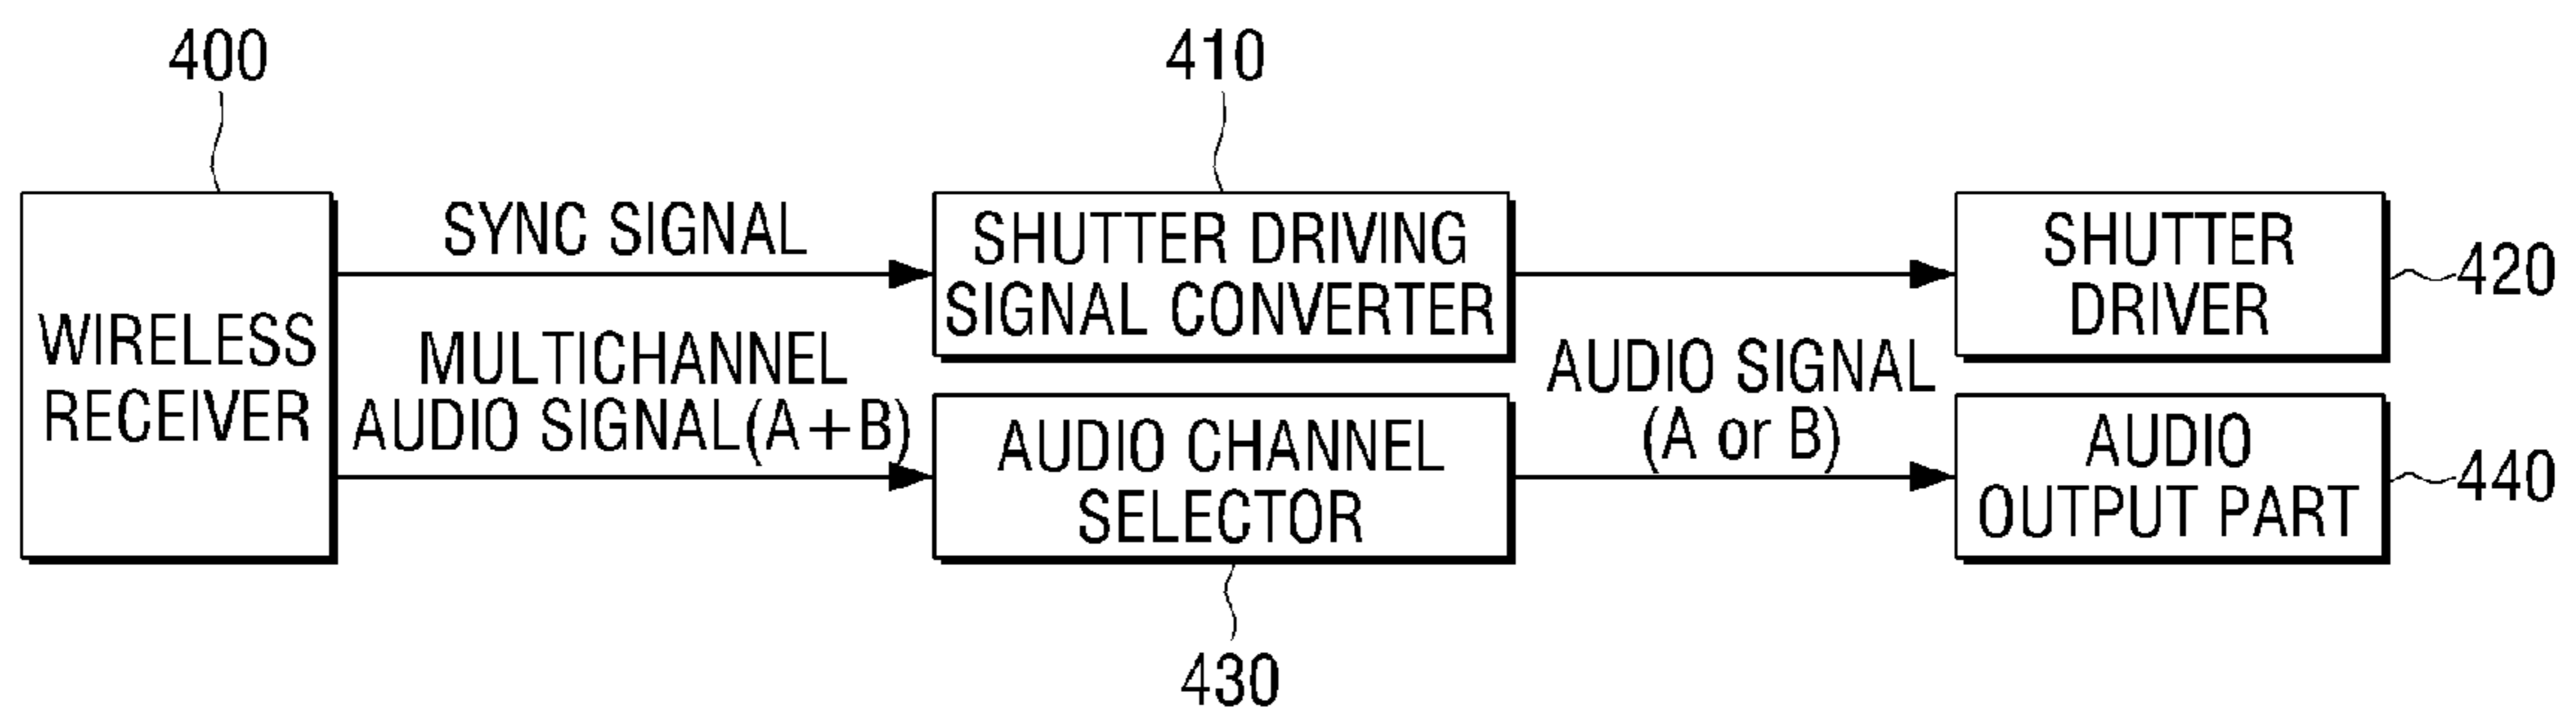 400
410
WIRELESS
RECEIVER
SYNC SIGNAL
MULTICHANNEL
AUDIO SIGNAL(A+B)
SHUTTER DRIVING
SIGNAL CONVERTER
AUDIO CHANNEL
SELECTOR
430
AUDIO SIGNAL
(A or B)
SHUTTER
DRIVER
420
AUDIO
OUTPUT PART
440